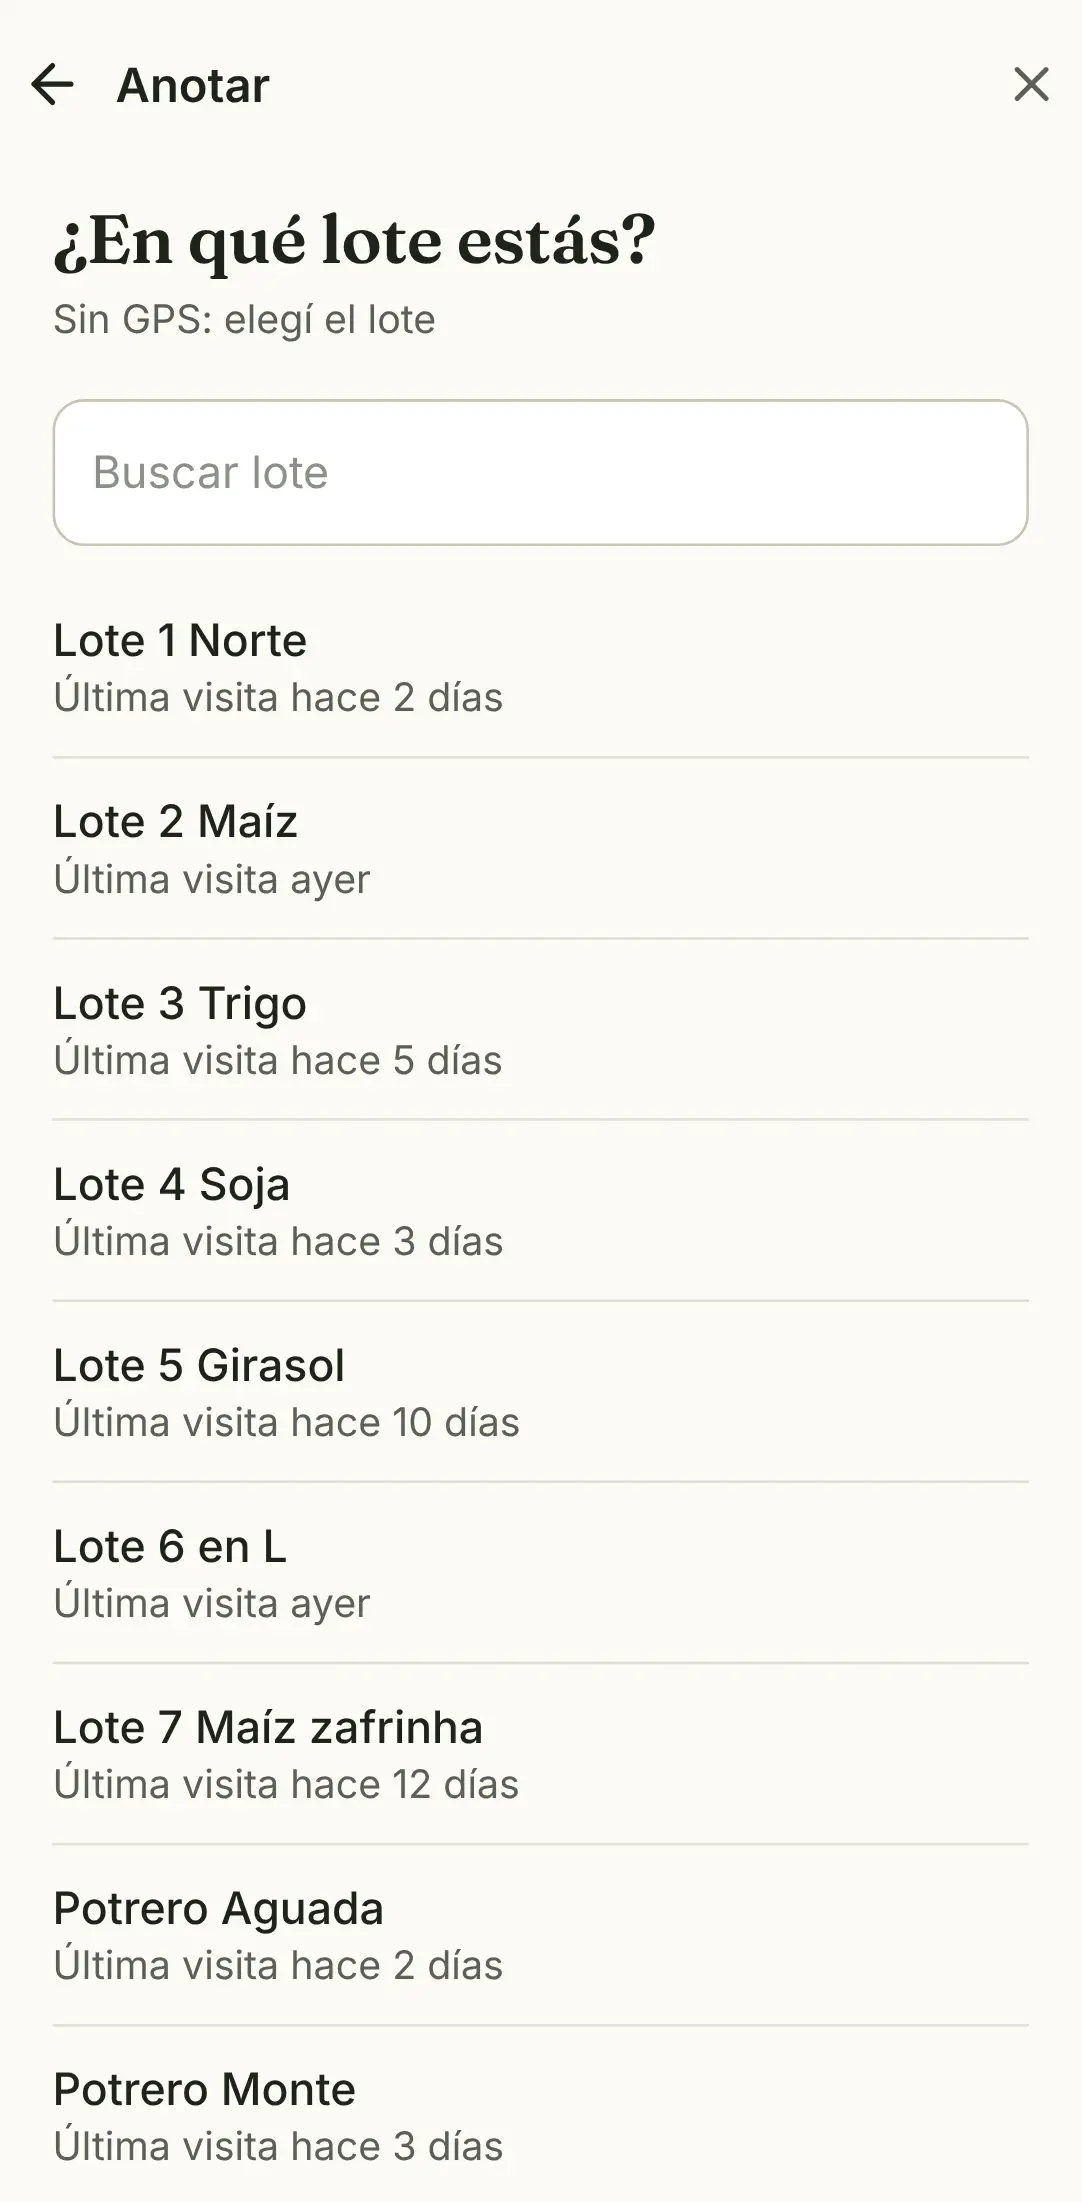 Anotar
¿En qué lote estás?
Sin GPS: elegí el lote
Buscar lote
Lote 1 Norte
Última visita hace 2 días
Lote 2 Maíz
Última visita ayer
Lote 3 Trigo
Última visita hace 5 días
Lote 4 Soja
Última visita hace 3 días
Lote 5 Girasol
Última visita hace 10 días
Lote 6 en L
Última visita ayer
Lote 7 Maíz zafrinha
Última visita hace 12 días
Potrero Aguada
Última visita hace 2 días
Potrero Monte
Última visita hace 3 días